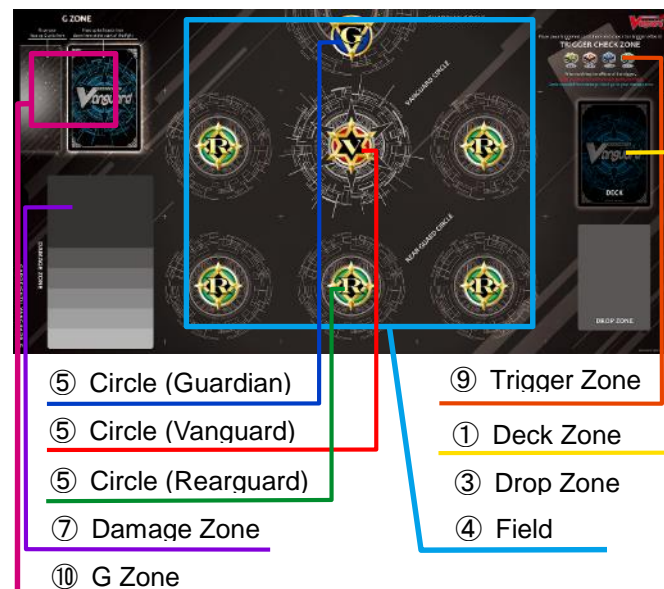 G ZONE
TRIGGER CHECK ZONE
G
VANGUARD CIRCLE
Vanguard
R
V
R
Vanguard
DECK
REAR GUARD CIRCLE
DAMAGE ZONE
R
R
R
DROP ZONE
⑤ Circle (Guardian)
⑨ Trigger Zone
⑤ Circle (Vanguard)
① Deck Zone
⑤ Circle (Rearguard)
③ Drop Zone
⑦ Damage Zone
④ Field
⑩ G Zone